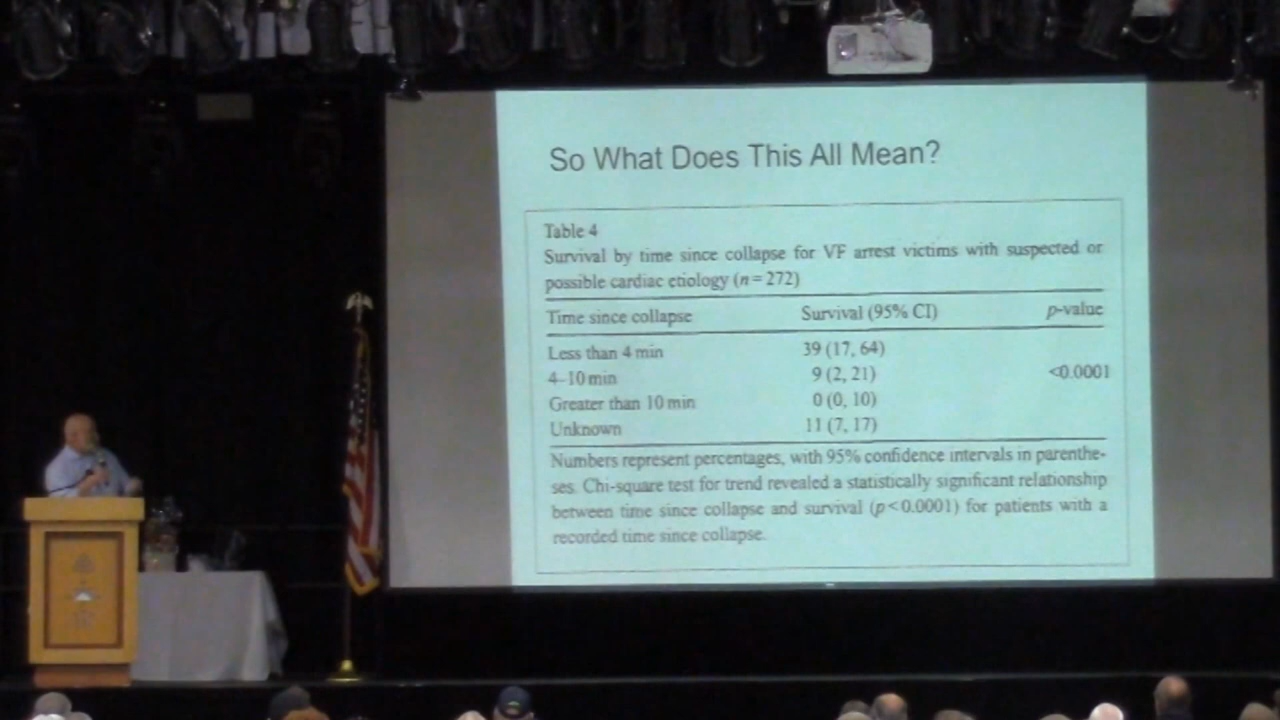 So What Does This All Mean?
Table 4
Survival by time since collapse for VF arrest victims with suspected or
possible cardiac etiology (n = 272)
Time since collapse Survival (95% CI) p-value
Less than 4 min 39 (17, 64)
4–10 min 9 (2, 21) <0.0001
Greater than 10 min 0 (0, 10)
Unknown 11 (7, 17)
Numbers represent percentages, with 95% confidence intervals in parenthe-
ses. Chi-square test for trend revealed a statistically significant relationship
between time since collapse and survival (p < 0.0001) for patients with a
recorded time since collapse.